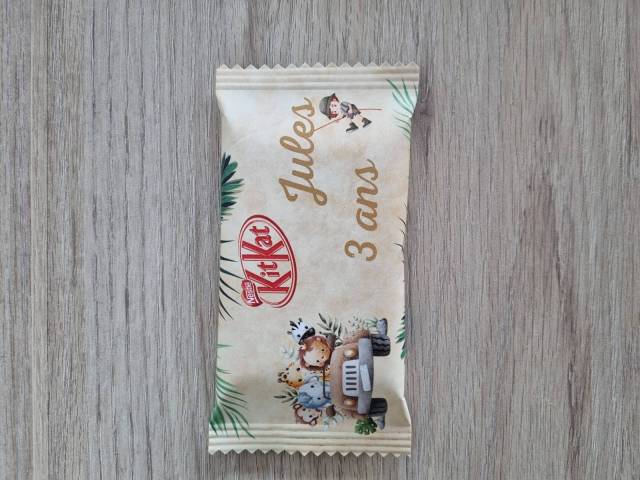 Jules
3 ans
Nestlé
KitKat